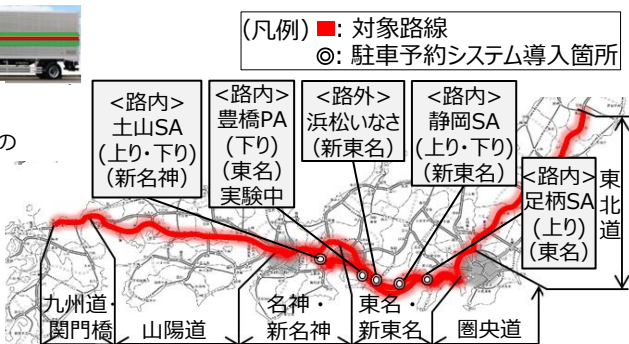 (凡例) ■: 対象路線
◎: 駐車予約システム導入箇所
の
<路内>
土山SA
(上り・下り)
(新名神)
<路内>
豊橋PA
(下り)
(東名)
実験中
<路外>
浜松いなさ
(新東名)
<路内>
静岡SA
(上り・下り)
(新東名)
<路内>
足柄SA
(上り)
(東名)
東北道
九州道・
関門橋
山陽道
名神・
新名神
東名・
新東名
圏央道